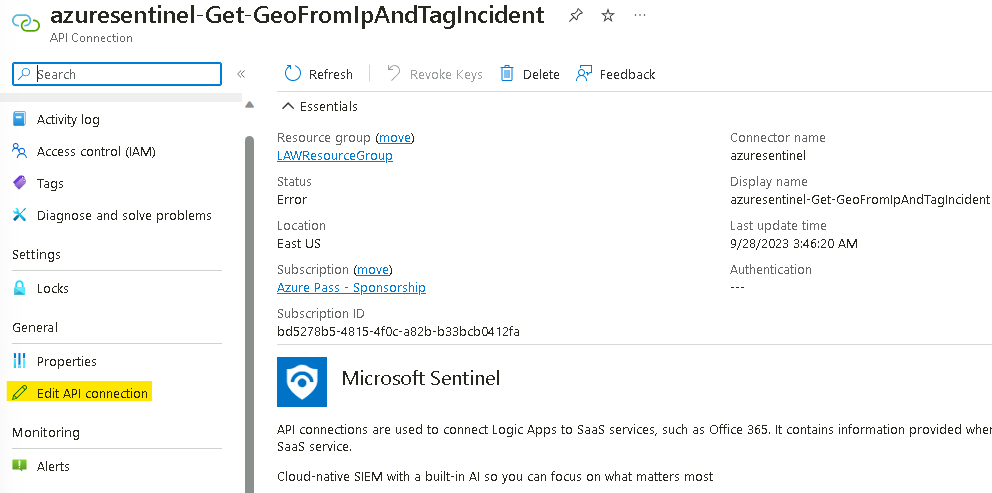 azuresentinel-Get-GeoFromIpAndTagIncident
API Connection
Search
Activity log
Access control (IAM)
Tags
Diagnose and solve problems
Settings
Locks
General
Properties
Edit API connection
Monitoring
Alerts
Refresh
Revoke Keys
Delete
Feedback
Essentials
Resource group (move)
LAWResourceGroup
Status
Error
Location
East US
Subscription (move)
Azure Pass - Sponsorship
Subscription ID
bd5278b5-4815-4f0c-a82b-b33bcb0412fa
Connector name
azuresentinel
Display name
azuresentinel-Get-GeoFromIpAndTagIncident
Last update time
9/28/2023 3:46:20 AM
Authentication
---
Microsoft Sentinel
API connections are used to connect Logic Apps to SaaS services, such as Office 365. It contains information provided wher
SaaS service.
Cloud-native SIEM with a built-in AI so you can focus on what matters most